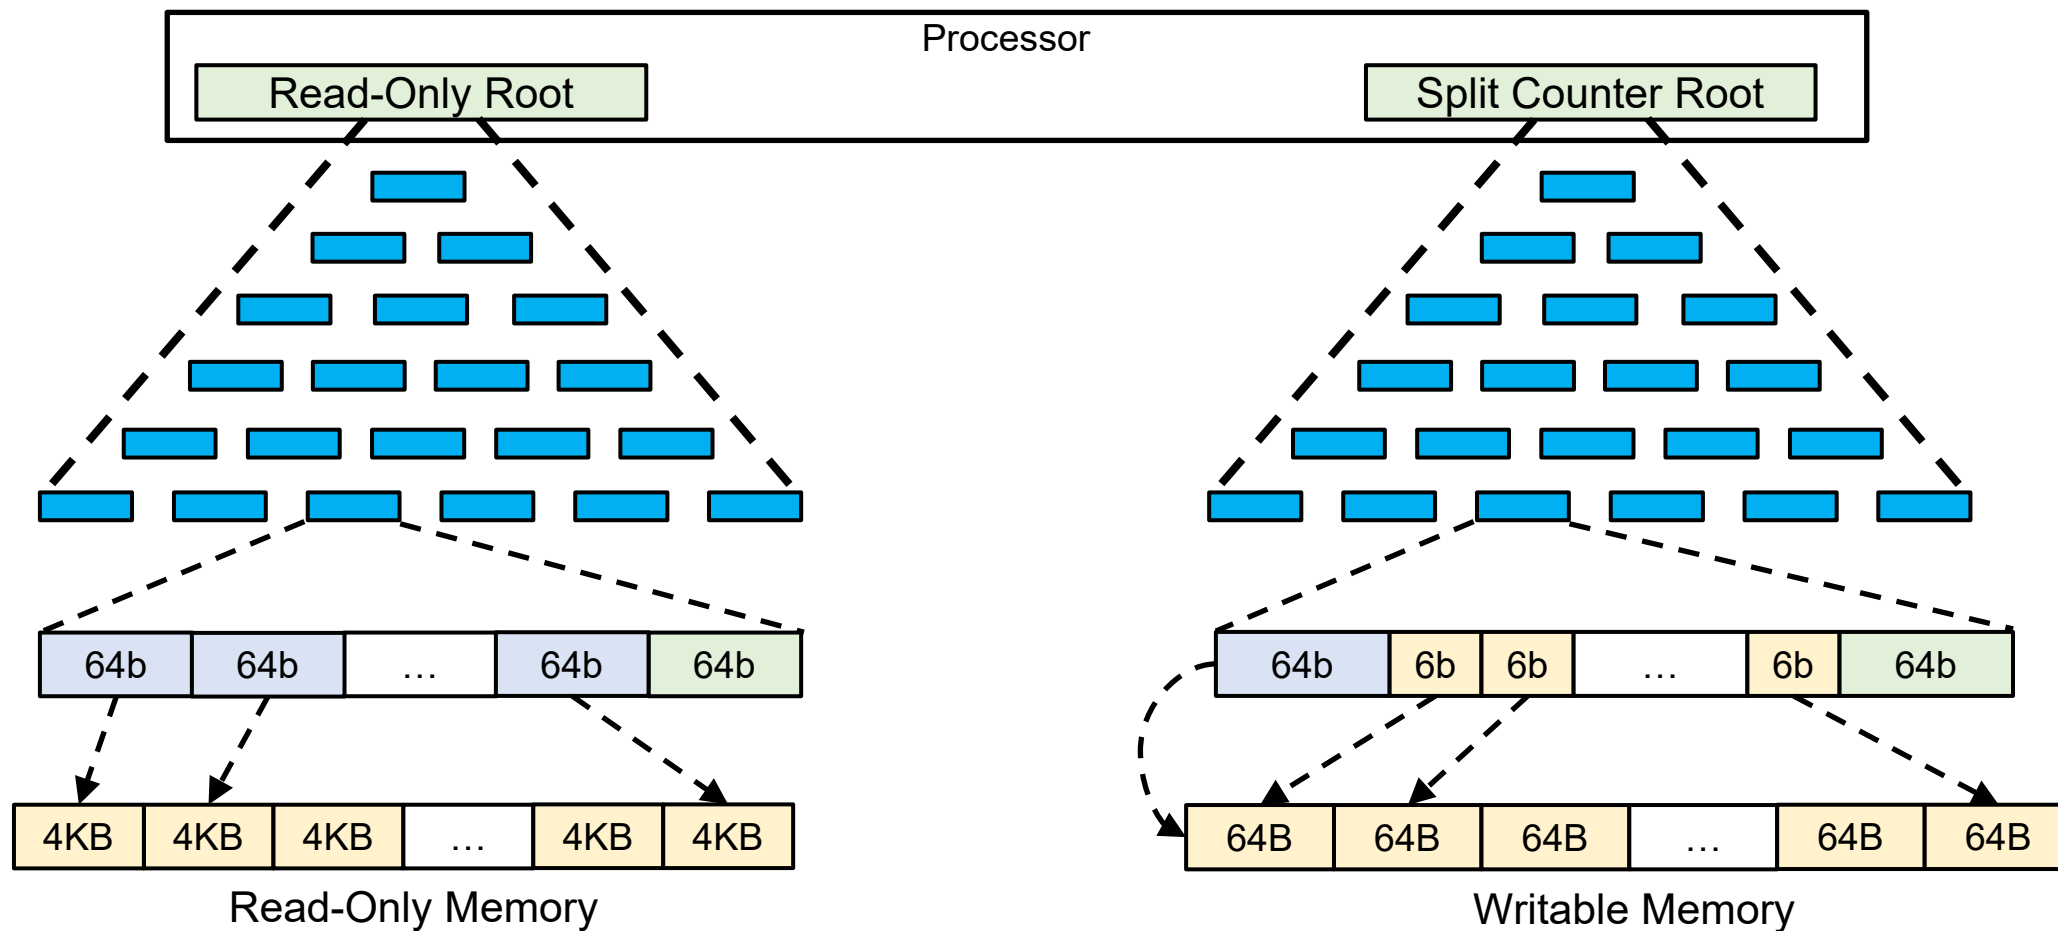 Processor
Read-Only Root
Split Counter Root
64b 64b ... 64b 64b
64b 6b 6b ... 6b 64b
4KB 4KB 4KB ... 4KB 4KB
64B 64B 64B ... 64B 64B
Read-Only Memory
Writable Memory